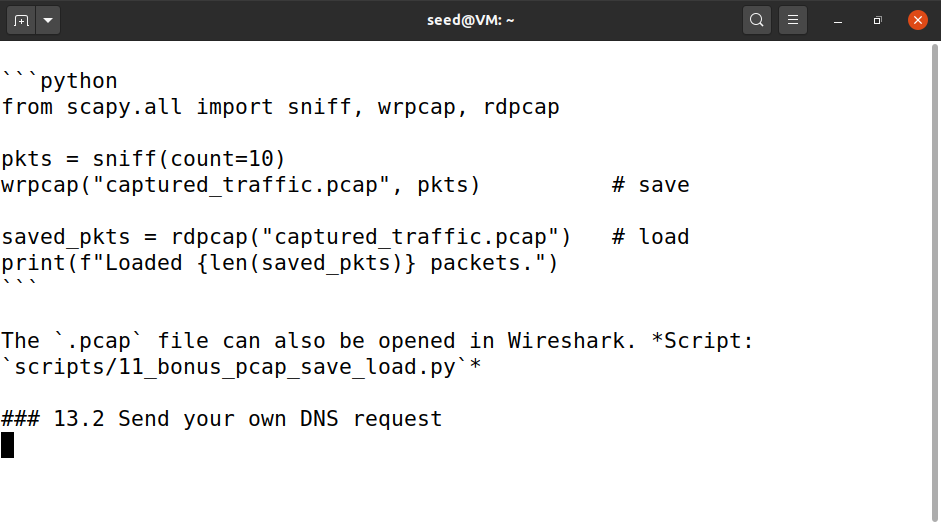 seed@VM: ~
```python
from scapy.all import sniff, wrpcap, rdpcap
pkts = sniff(count=10)
wrpcap("captured_traffic.pcap", pkts)          # save
saved_pkts = rdpcap("captured_traffic.pcap")   # load
print(f"Loaded {len(saved_pkts)} packets.")
```
The `.pcap` file can also be opened in Wireshark. *Script:
`scripts/11_bonus_pcap_save_load.py`*
### 13.2 Send your own DNS request